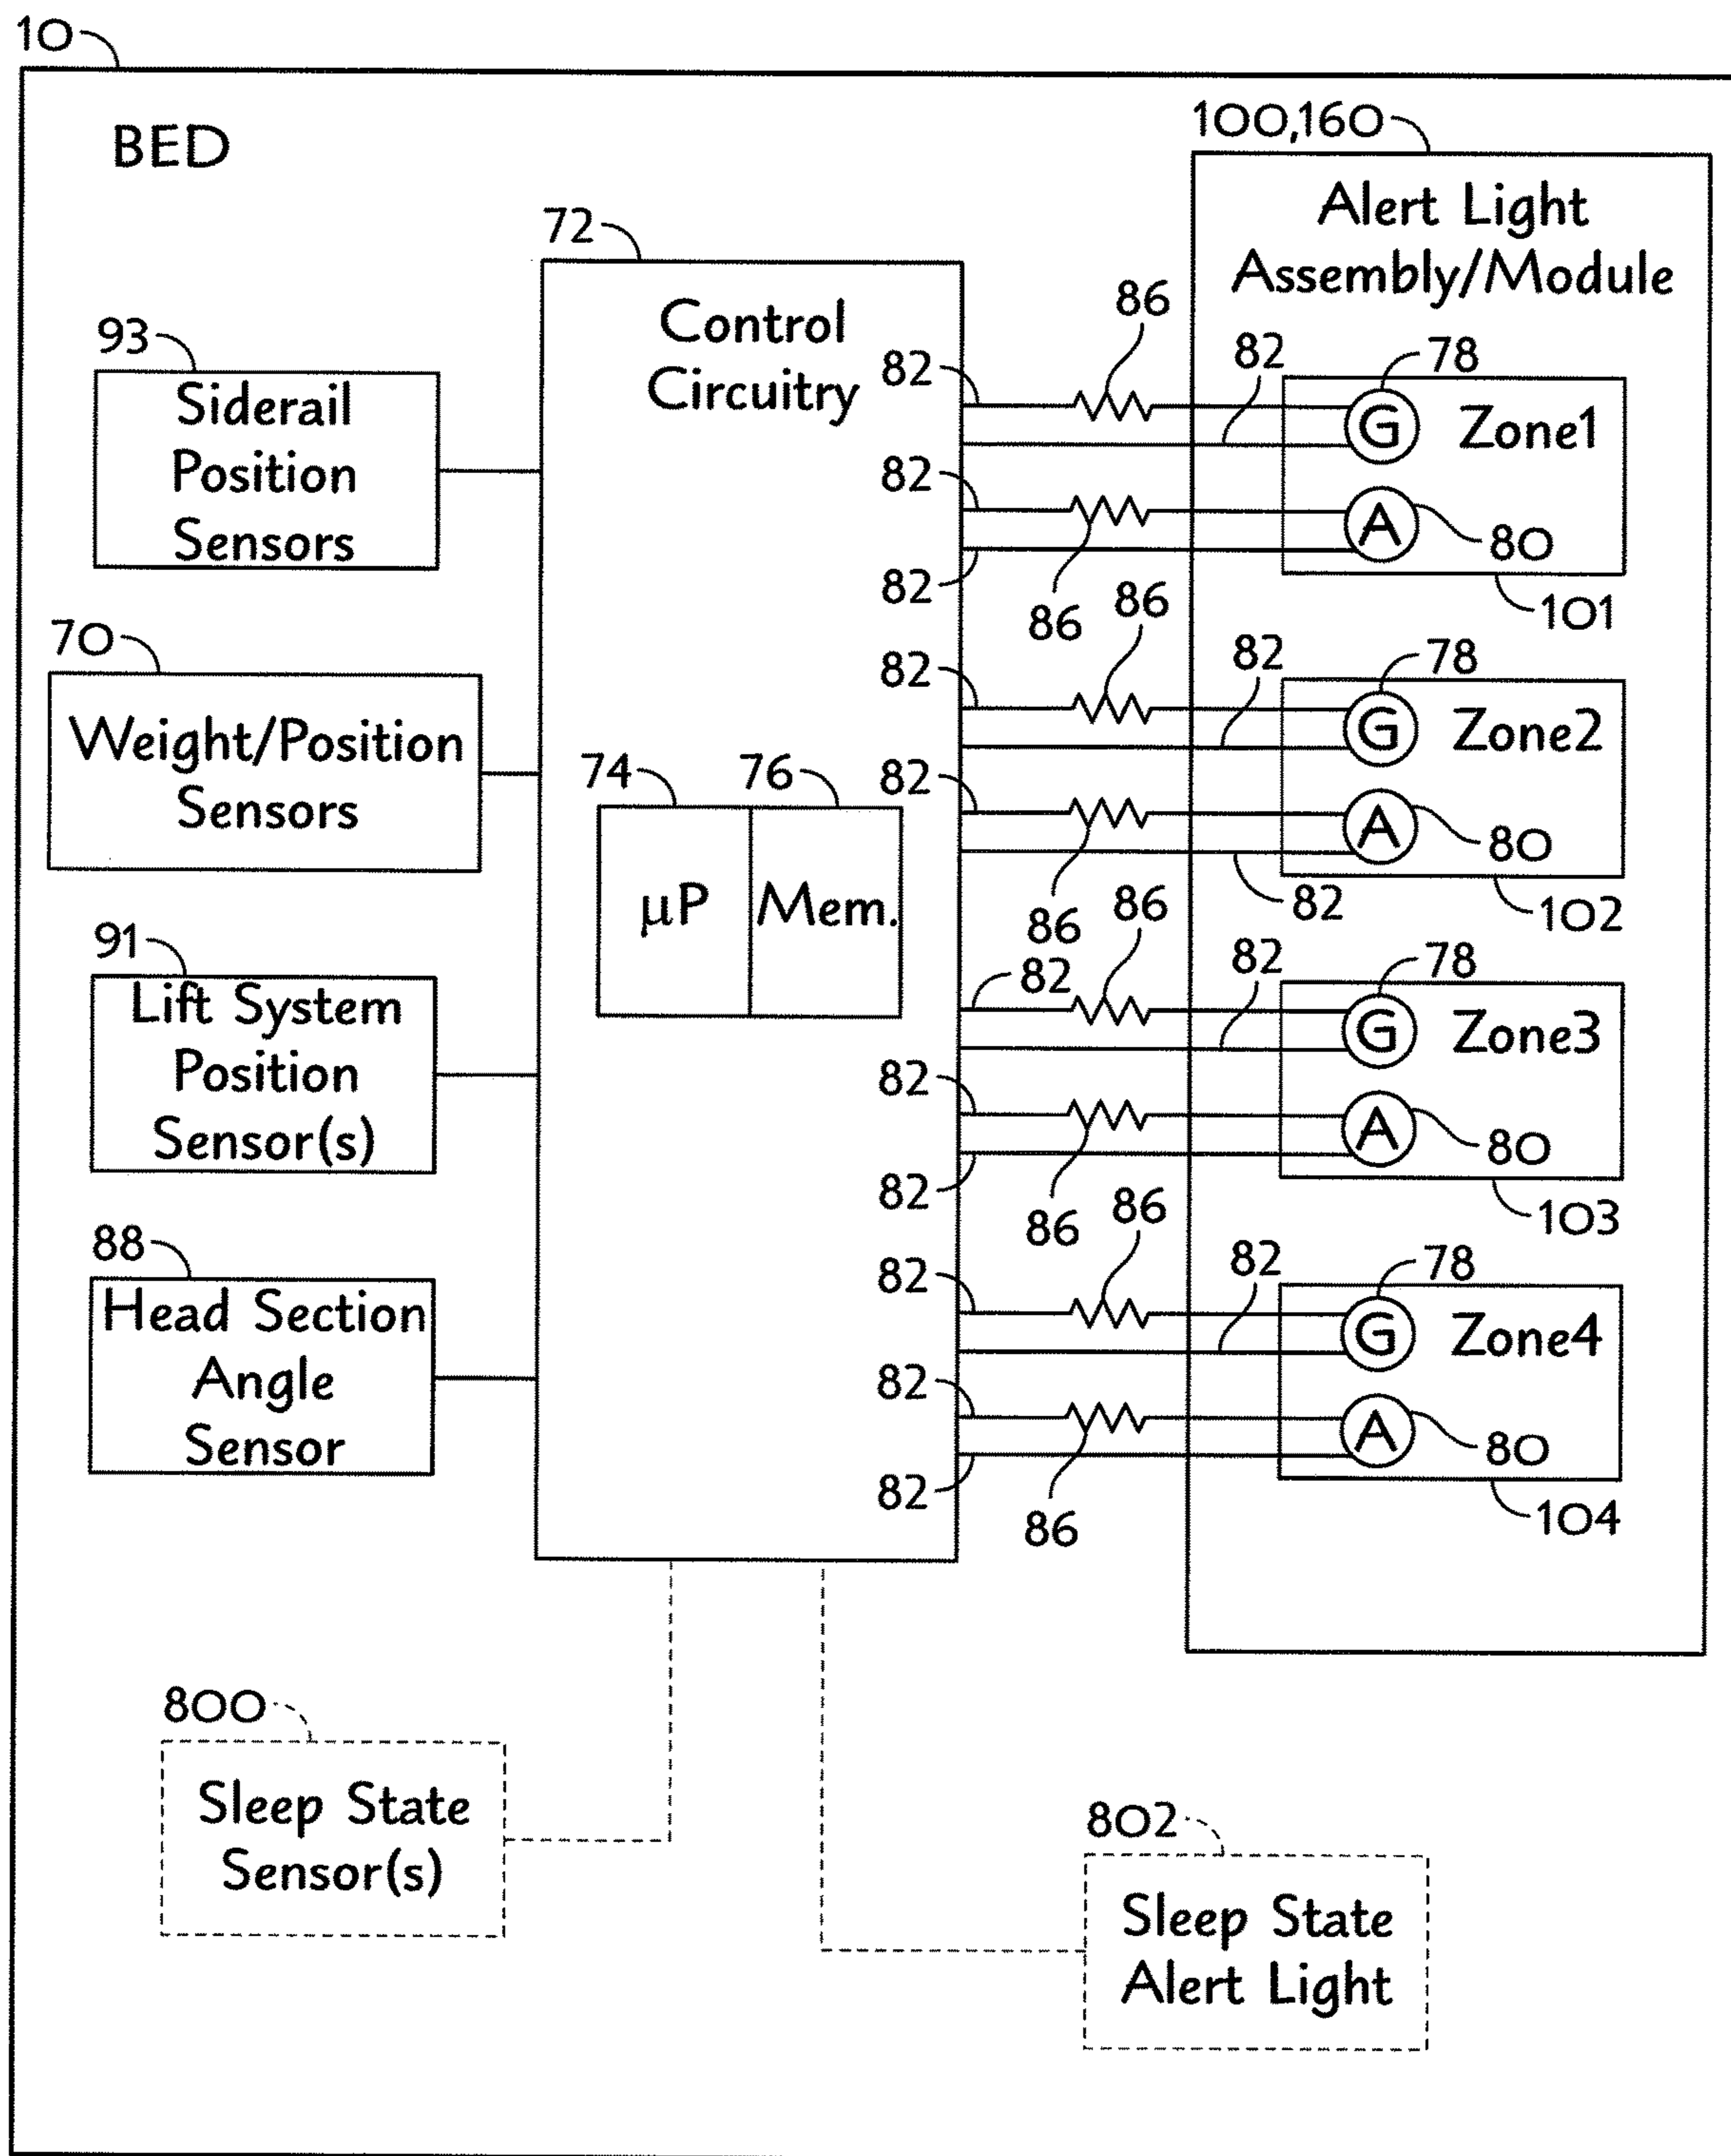 10
BED
100,160
Alert Light
Assembly/Module
72
Control
Circuitry
93
Siderail
Position
Sensors
70
Weight/Position
Sensors
91
Lift System
Position
Sensor(s)
88
Head Section
Angle
Sensor
74
76
μP
Mem.
82
86
82
78
G
Zone1
82
86
A
80
82
101
82
86
82
78
G
Zone2
82
86
A
80
82
102
82
86
82
78
G
Zone3
82
86
A
80
82
103
82
86
82
78
G
Zone4
82
86
A
80
82
104
800
Sleep State
Sensor(s)
802
Sleep State
Alert Light